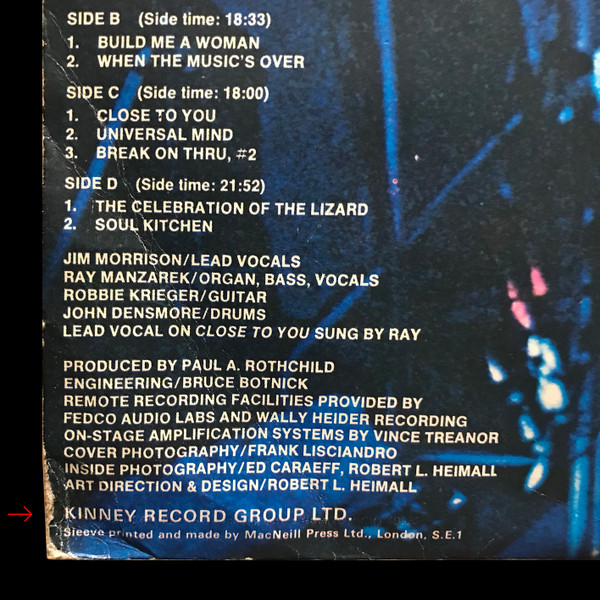 SIDE B (Side time: 18:33)
1. BUILD ME A WOMAN
2. WHEN THE MUSIC'S OVER
SIDE C (Side time: 18:00)
1. CLOSE TO YOU
2. UNIVERSAL MIND
3. BREAK ON THRU, #2
SIDE D (Side time: 21:52)
1. THE CELEBRATION OF THE LIZARD
2. SOUL KITCHEN
JIM MORRISON/LEAD VOCALS
RAY MANZAREK/ORGAN, BASS, VOCALS
ROBBIE KRIEGER/GUITAR
JOHN DENSMORE/DRUMS
LEAD VOCAL ON CLOSE TO YOU SUNG BY RAY
PRODUCED BY PAUL A. ROTHCHILD
ENGINEERING/BRUCE BOTNICK
REMOTE RECORDING FACILITIES PROVIDED BY
FEDCO AUDIO LABS AND WALLY HEIDER RECORDING
ON-STAGE AMPLIFICATION SYSTEMS BY VINCE TREANOR
COVER PHOTOGRAPHY/FRANK LISCIANDRO
INSIDE PHOTOGRAPHY/ED CARAEFF, ROBERT L. HEIMALL
ART DIRECTION & DESIGN/ROBERT L. HEIMALL
KINNEY RECORD GROUP LTD.
Sleeve printed and made by MacNeill Press Ltd., London, S.E.1